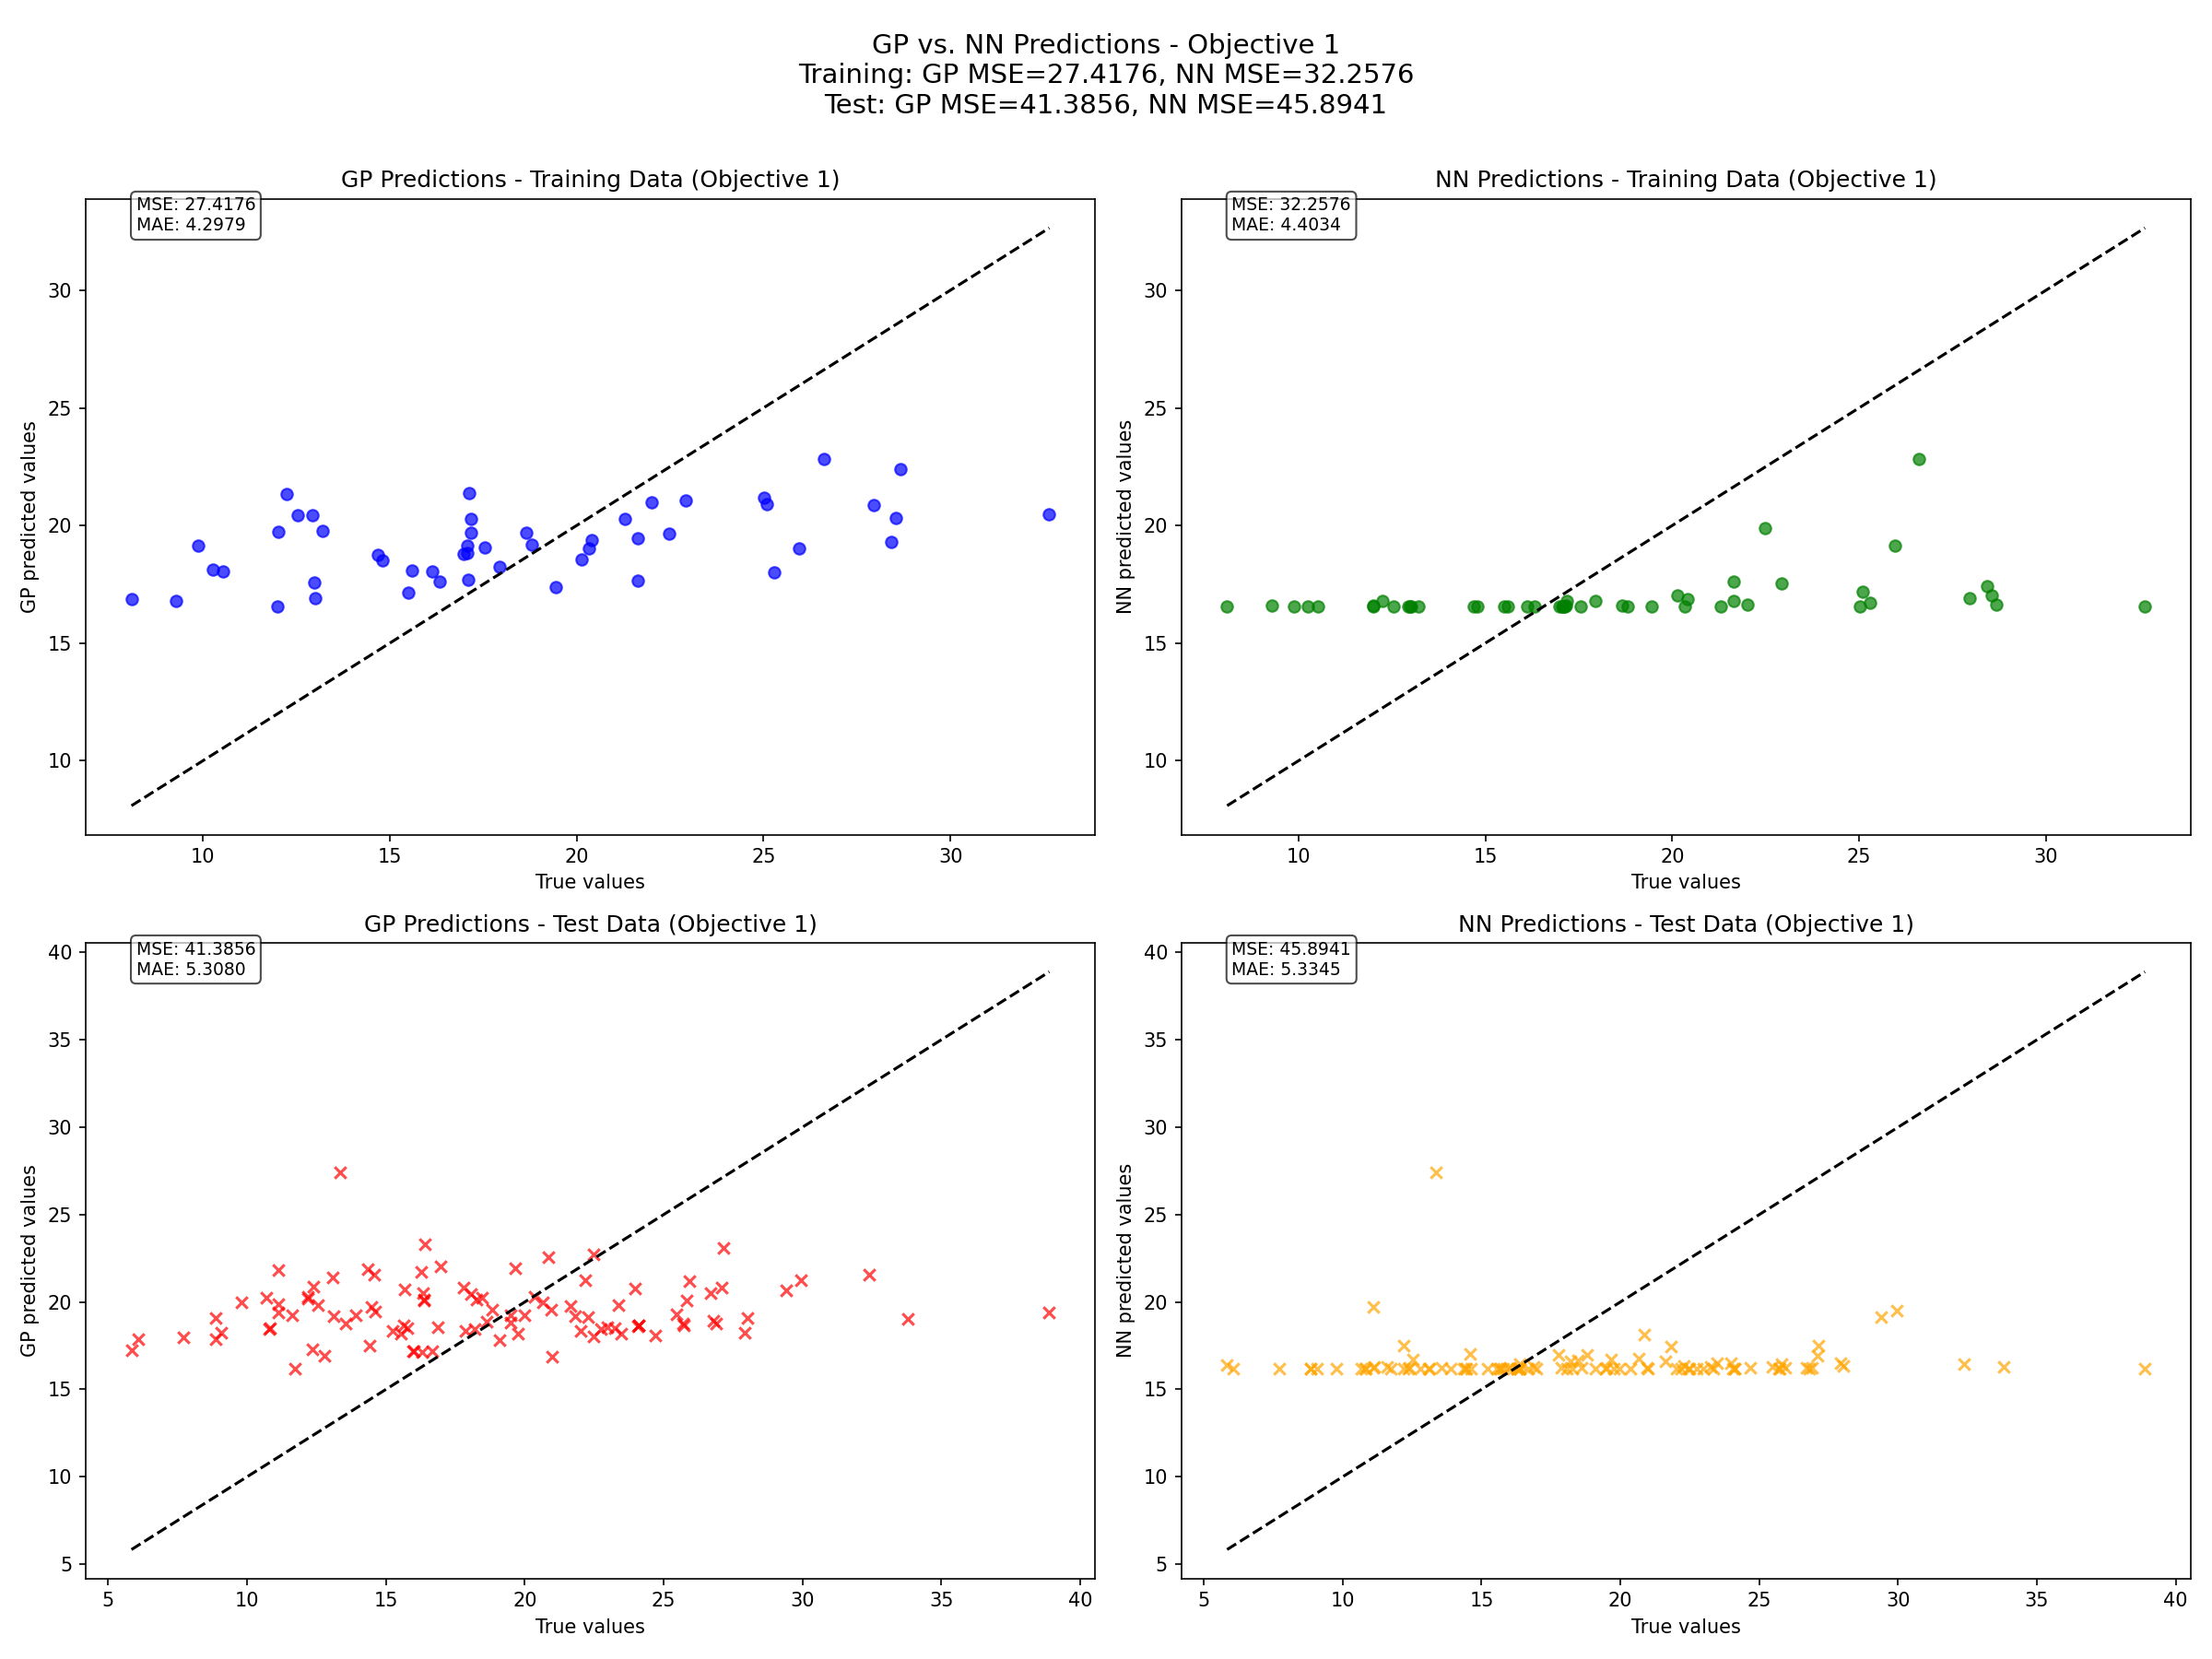 GP vs. NN Predictions - Objective 1
Training: GP MSE=27.4176, NN MSE=32.2576
Test: GP MSE=41.3856, NN MSE=45.8941
GP Predictions - Training Data (Objective 1)
MSE: 27.4176
MAE: 4.2979
GP predicted values
30
25
20
15
10
10 15 20 25 30
True values
NN Predictions - Training Data (Objective 1)
MSE: 32.2576
MAE: 4.4034
NN predicted values
30
25
20
15
10
10 15 20 25 30
True values
GP Predictions - Test Data (Objective 1)
MSE: 41.3856
MAE: 5.3080
GP predicted values
40
35
30
25
20
15
10
5
5 10 15 20 25 30 35 40
True values
NN Predictions - Test Data (Objective 1)
MSE: 45.8941
MAE: 5.3345
NN predicted values
40
35
30
25
20
15
10
5
5 10 15 20 25 30 35 40
True values